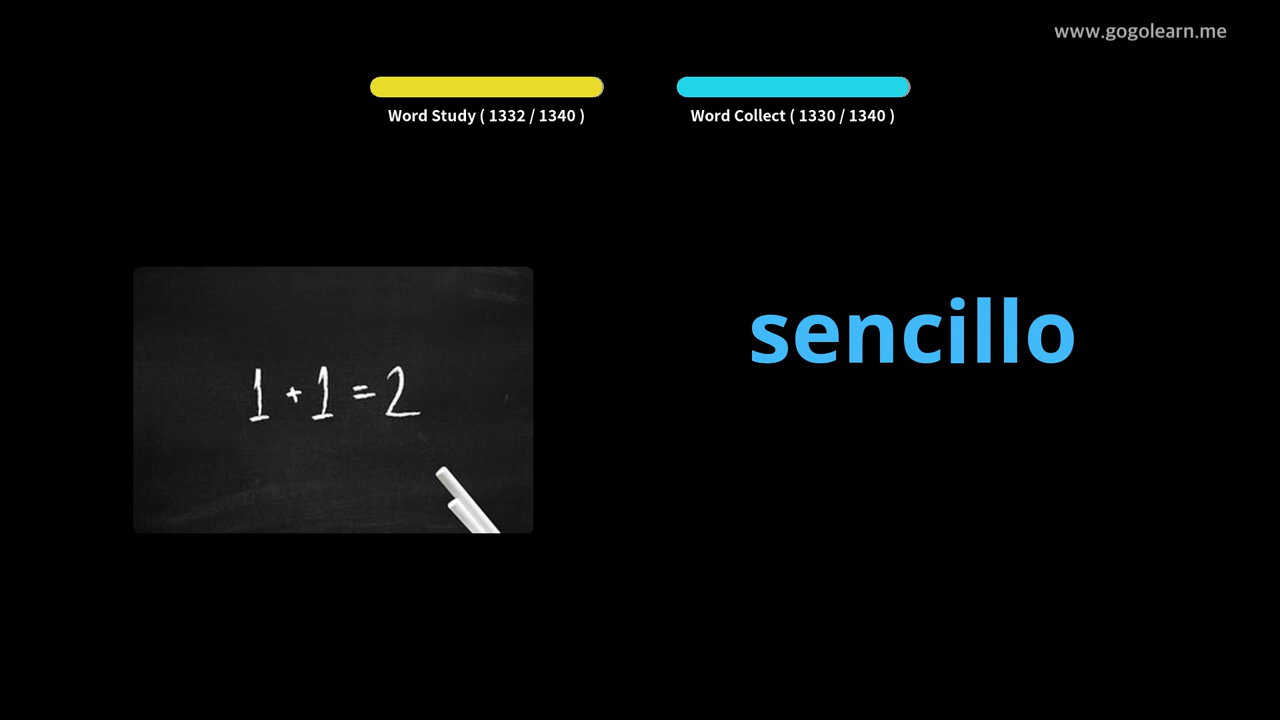 www.gogolearn.me
Word Study ( 1332 / 1340 )
Word Collect ( 1330 / 1340 )
sencillo
1 + 1 = 2